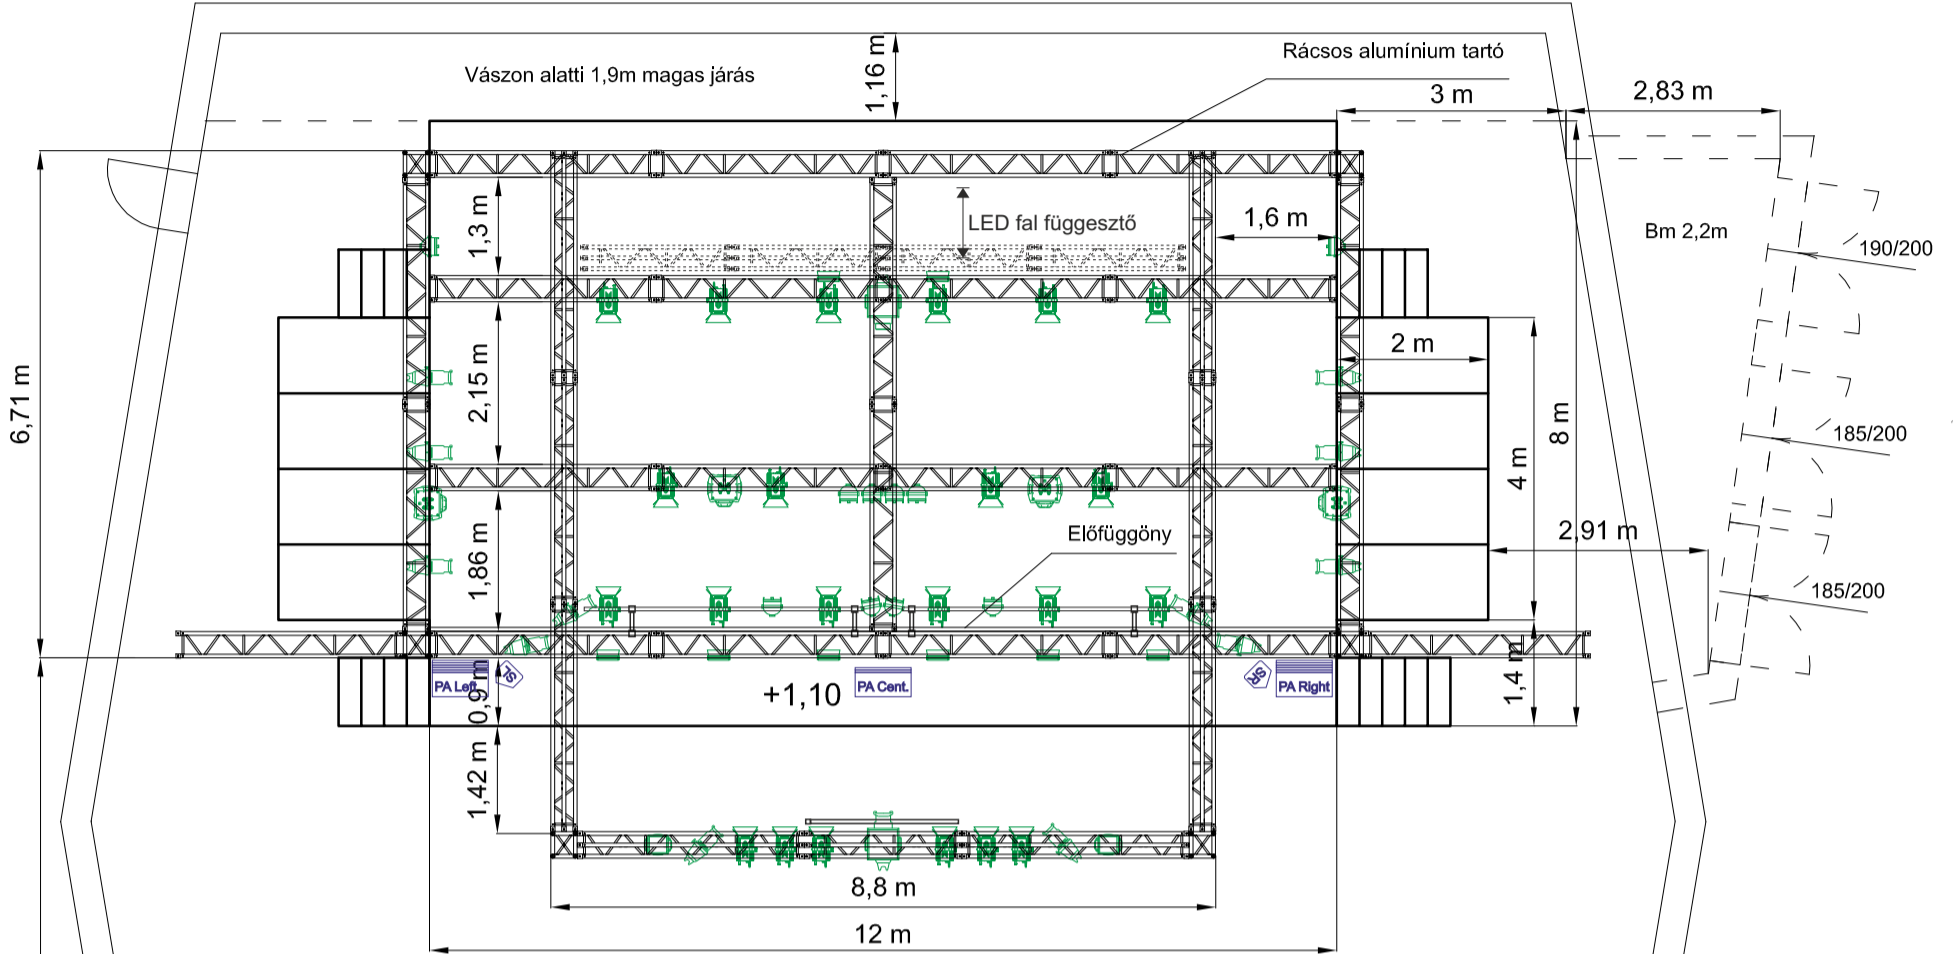 Vászon alatti 1,9m magas járás
1,16 m
Rácsos alumínium tartó
3 m
2,83 m
1,3 m
LED fal függesztő
1,6 m
Bm 2,2m
190/200
6,71 m
2,15 m
2 m
4 m
8 m
185/200
1,86 m
Előfüggöny
2,91 m
185/200
PA Left
SL
0,9 m
+1,10
PA Cent.
SR
PA Right
1,4 m
1,42 m
8,8 m
12 m